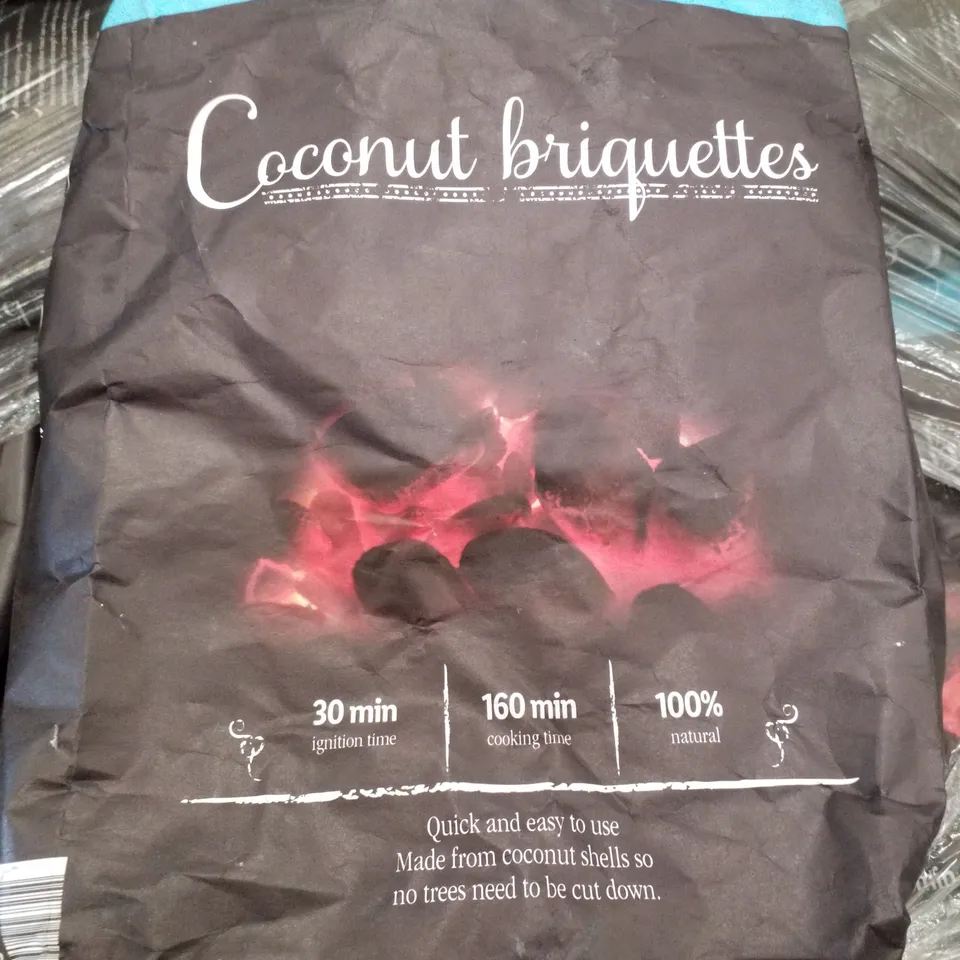 Coconut briquettes
30 min 160 min 100%
ignition time cooking time natural
Quick and easy to use
Made from coconut shells so
no trees need to be cut down.